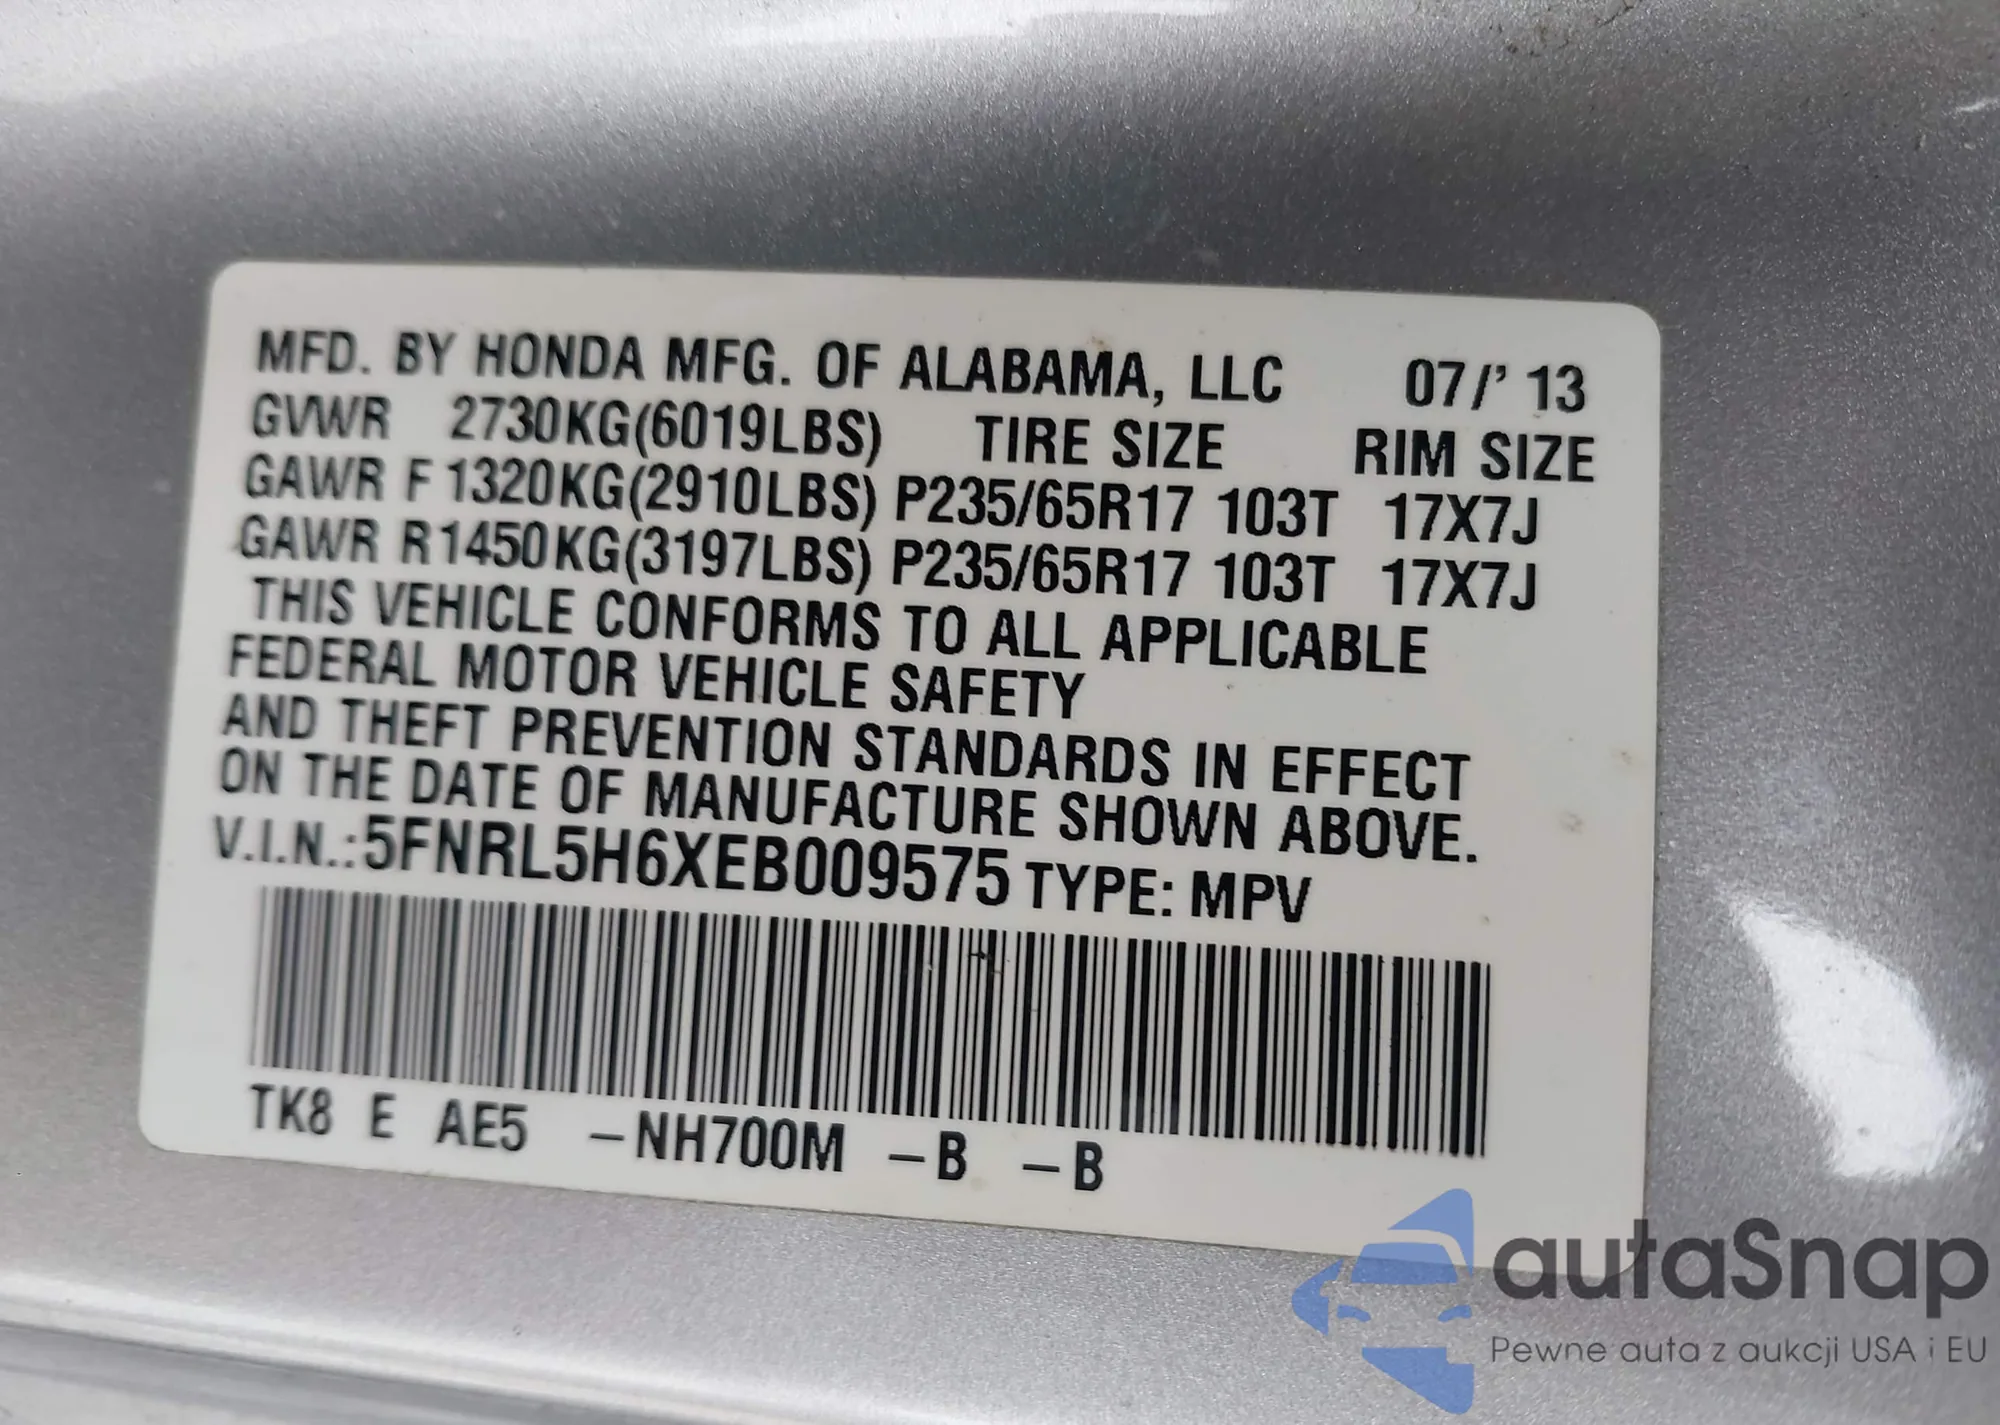 MFD. BY HONDA MFG. OF ALABAMA, LLC 07/' 13
GVWR 2730KG(6019LBS) TIRE SIZE RIM SIZE
GAWR F 1320KG(2910LBS) P235/65R17 103T 17X7J
GAWR R1450KG(3197LBS) P235/65R17 103T 17X7J
THIS VEHICLE CONFORMS TO ALL APPLICABLE
FEDERAL MOTOR VEHICLE SAFETY
AND THEFT PREVENTION STANDARDS IN EFFECT
ON THE DATE OF MANUFACTURE SHOWN ABOVE.
V.I.N.:5FNRL5H6XEB009575 TYPE: MPV
TK8 E AE5 –NH700M –B –B
autaSnap
Pewne auta z aukcji USA i EU